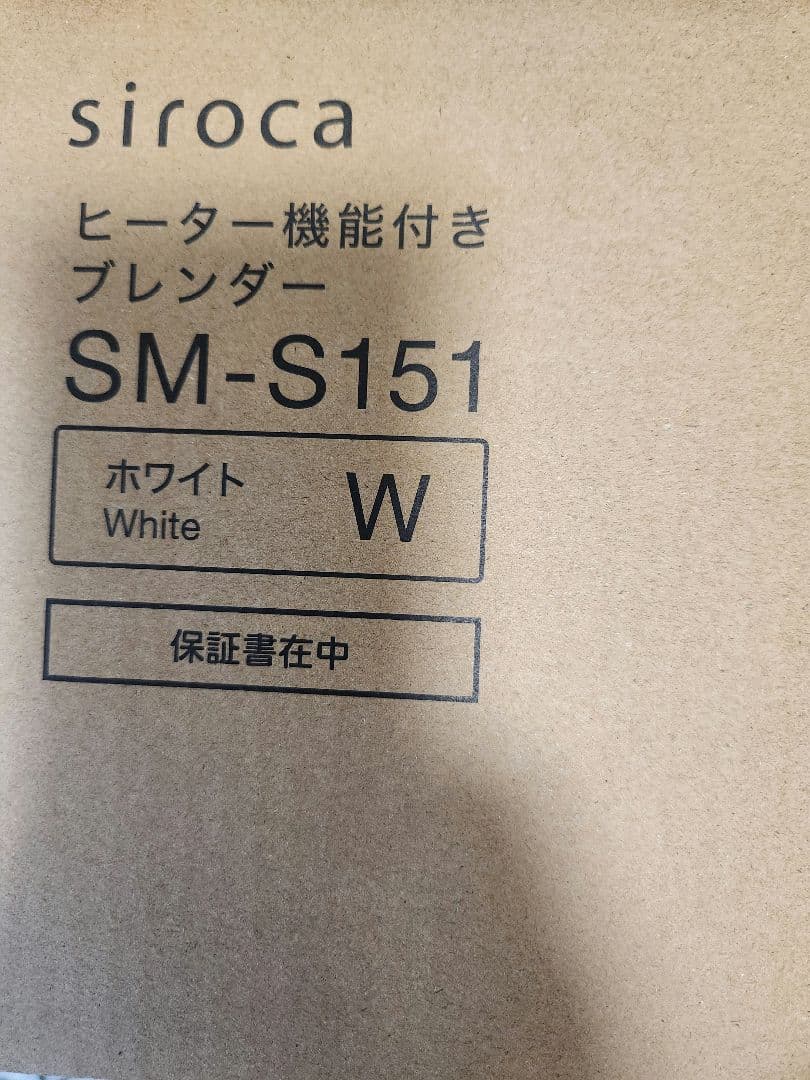 siroca
ヒーター機能付き
ブレンダー
SM-S151
ホワイト W
White
保証書在中